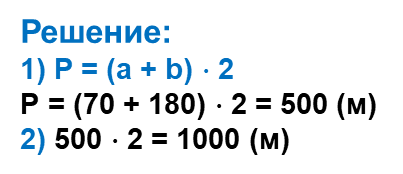 Решение:
1) P = (a + b) · 2
P = (70 + 180) · 2 = 500 (м)
2) 500 · 2 = 1000 (м)